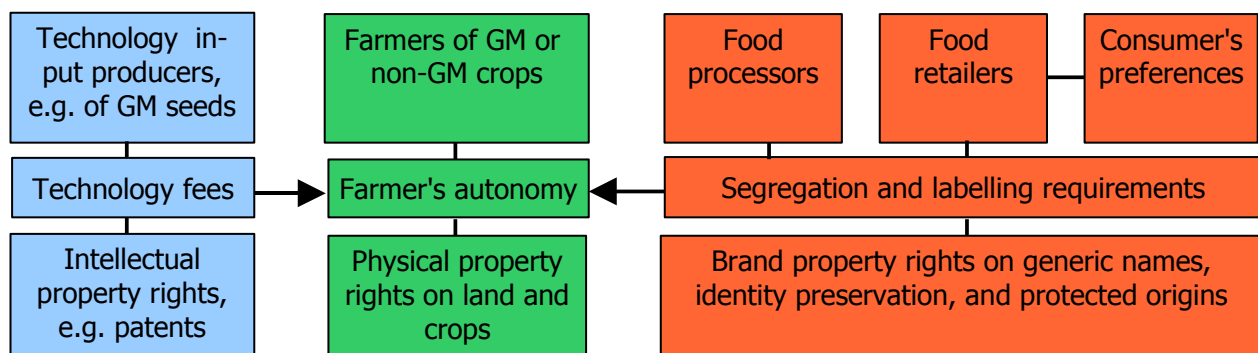 Technology in-
put producers,
e.g. of GM seeds
Farmers of GM or
non-GM crops
Food
processors
Food
retailers
Consumer's
preferences
Technology fees
Farmer's autonomy
Segregation and labelling requirements
Intellectual
property rights,
e.g. patents
Physical property
rights on land and
crops
Brand property rights on generic names,
identity preservation, and protected origins